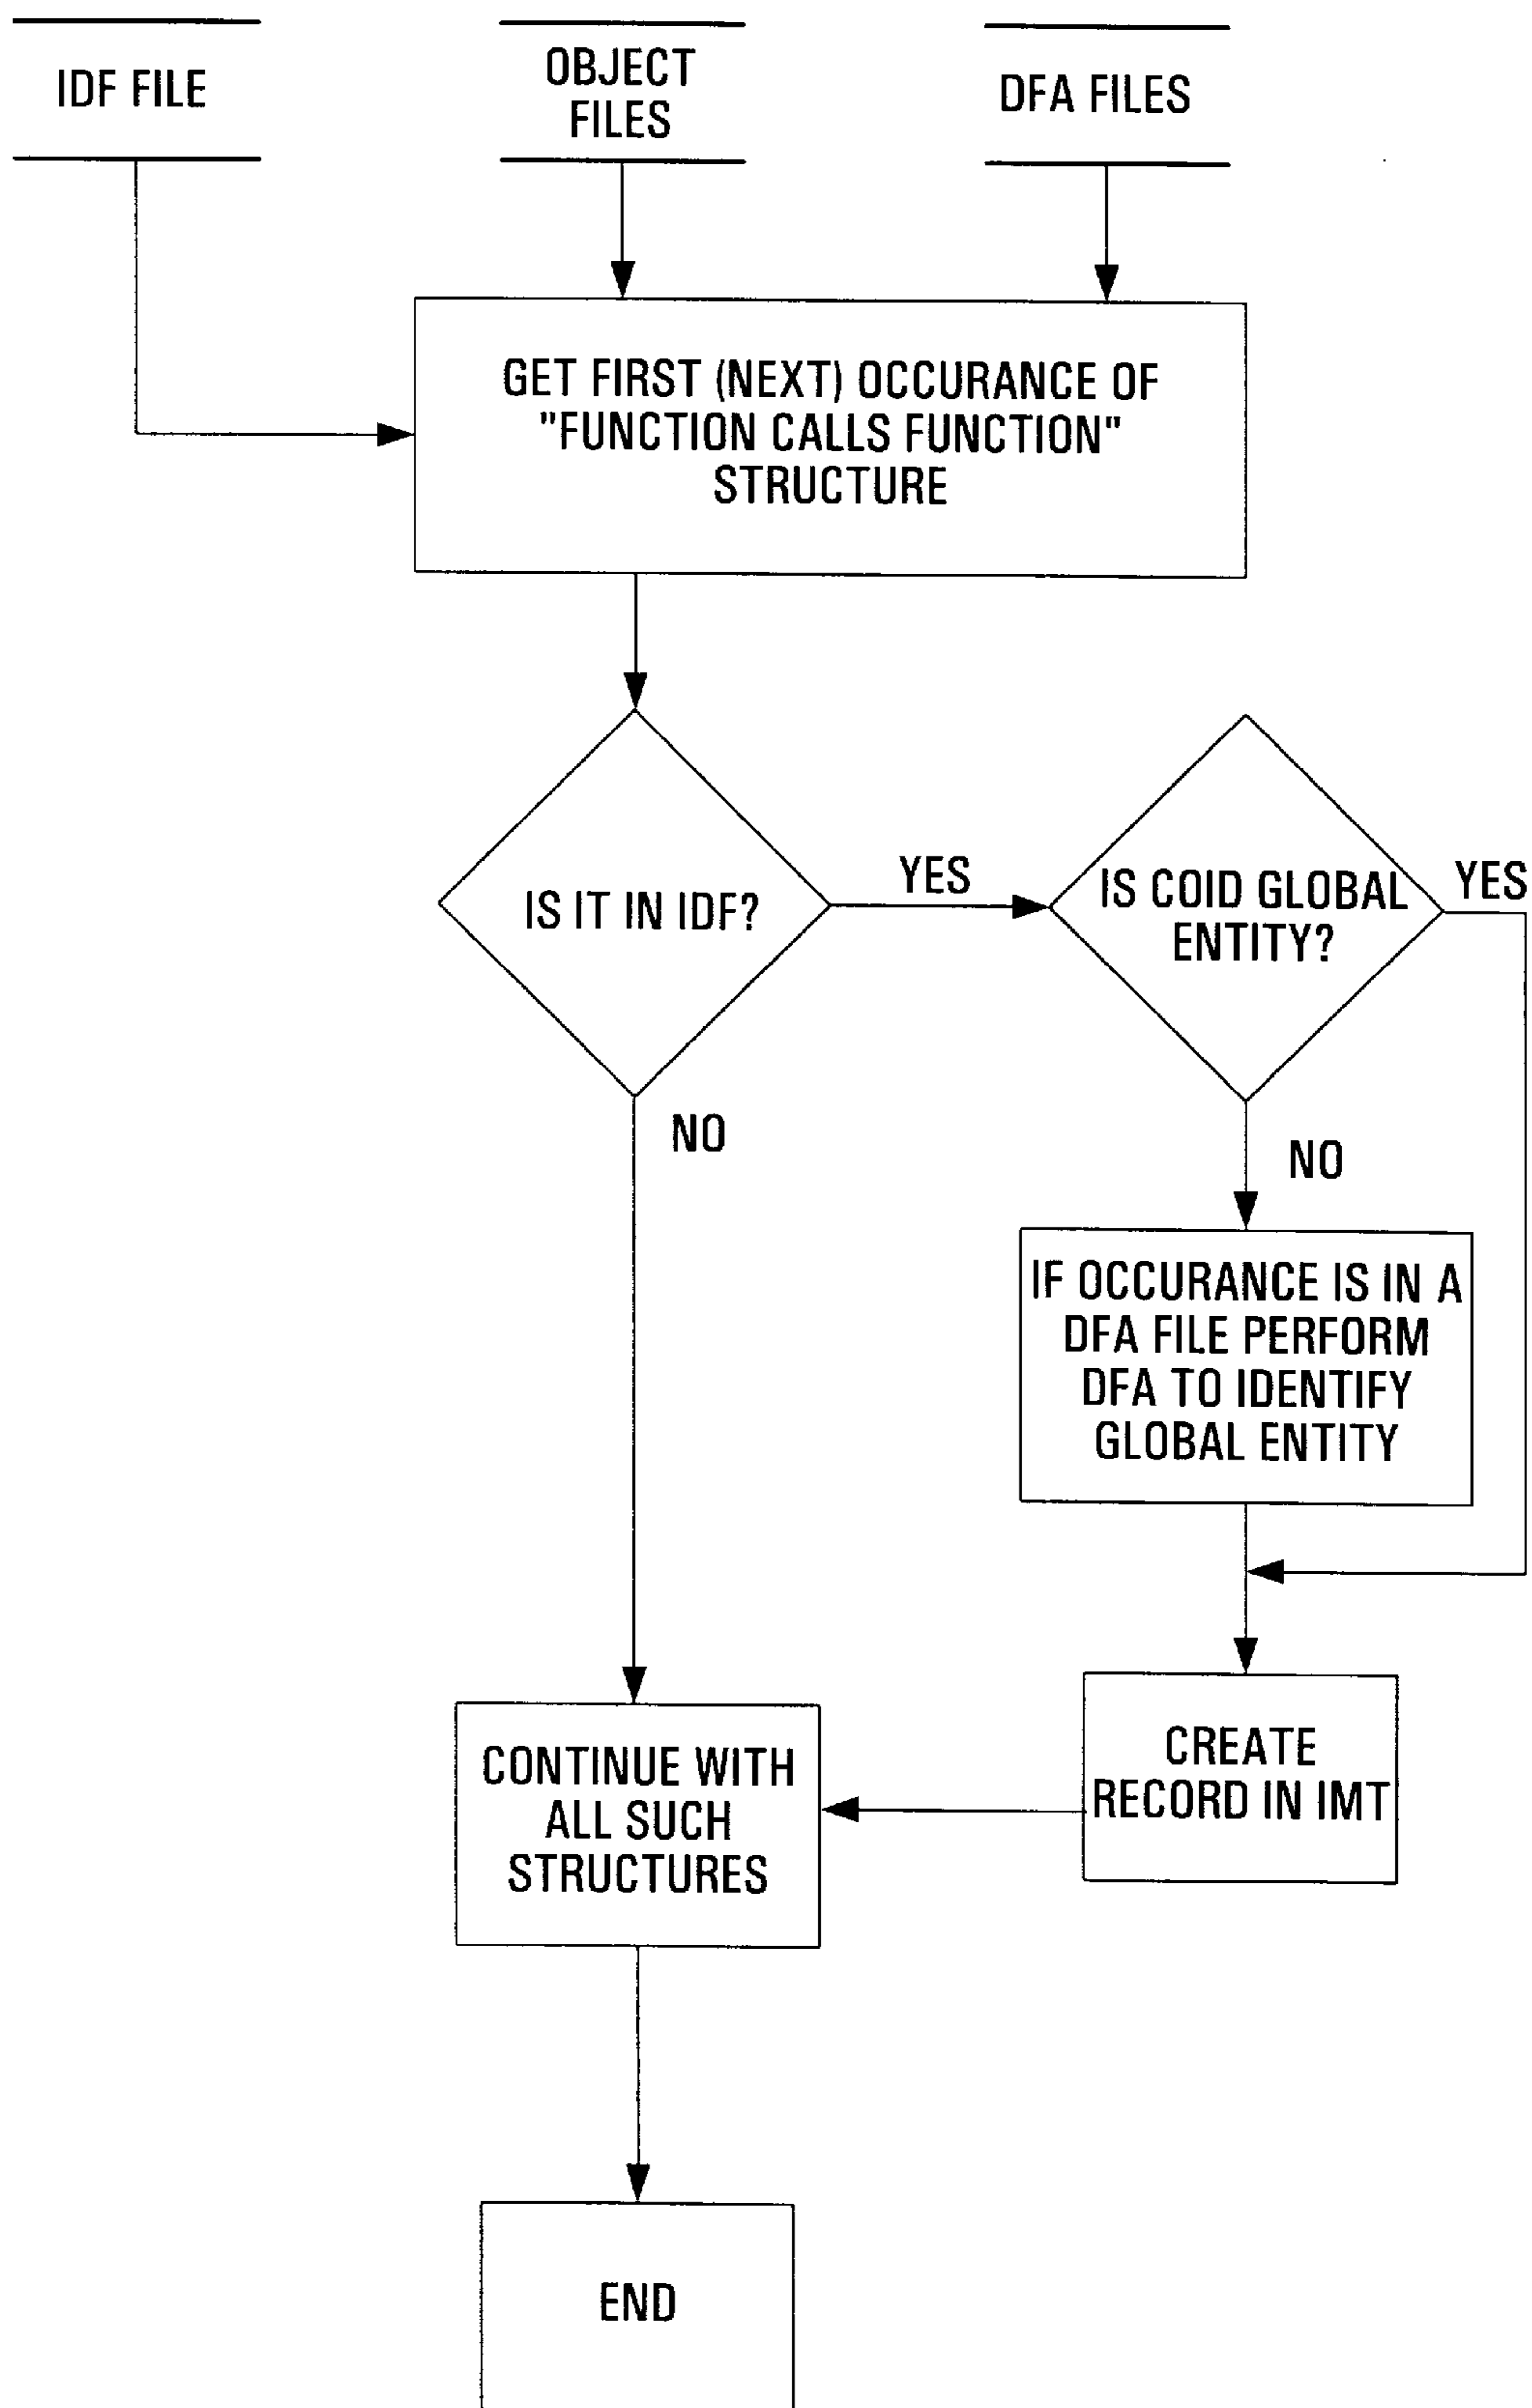 IDF FILE
OBJECT
FILES
DFA FILES
GET FIRST (NEXT) OCCURANCE OF
"FUNCTION CALLS FUNCTION"
STRUCTURE
IS IT IN IDF?
YES
IS COID GLOBAL
ENTITY?
YES
NO
NO
IF OCCURANCE IS IN A
DFA FILE PERFORM
DFA TO IDENTIFY
GLOBAL ENTITY
CREATE
RECORD IN IMT
CONTINUE WITH
ALL SUCH
STRUCTURES
END